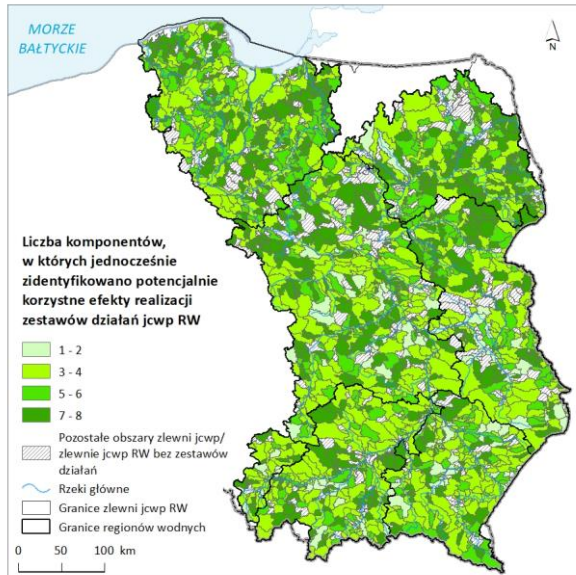 MORZE
BAŁTYCKIE
N
Liczba komponentów,
w których jednocześnie
zidentyfikowano potencjalnie
korzystne efekty realizacji
zestawów działań jcwp RW
1 - 2
3 - 4
5 - 6
7 - 8
Pozostałe obszary zlewni jcwp/
zlewnie jcwp RW bez zestawów
działań
Rzeki główne
Granice zlewni jcwp RW
Granice regionów wodnych
0 50 100 km